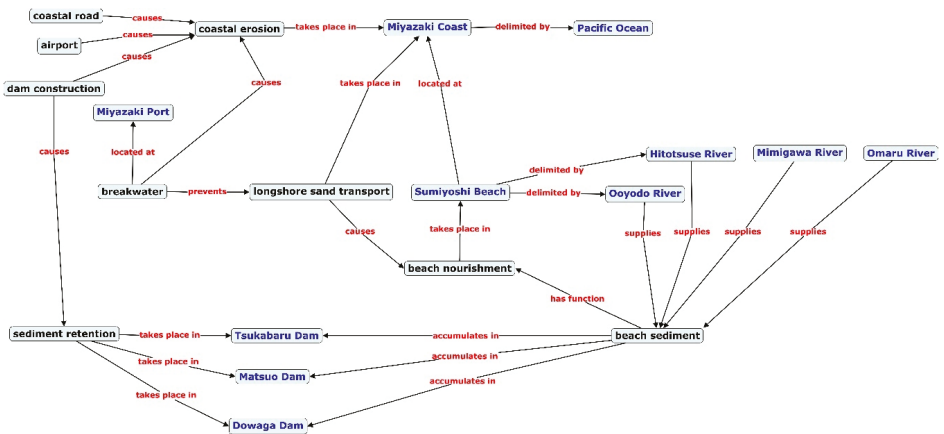 coastal road
causes
coastal erosion
takes place in
Miyazaki Coast
delimited by
Pacific Ocean
airport
causes
causes
dam construction
causes
takes place in
located at
Miyazaki Port
causes
located at
Hitotsuse River
Mimigawa River
Omaru River
delimited by
breakwater
prevents
longshore sand transport
Sumiyoshi Beach
delimited by
Ooyodo River
causes
takes place in
supplies
supplies
supplies
supplies
beach nourishment
has function
sediment retention
takes place in
Tsukabaru Dam
accumulates in
beach sediment
takes place in
accumulates in
Matsuo Dam
accumulates in
takes place in
Dowaga Dam